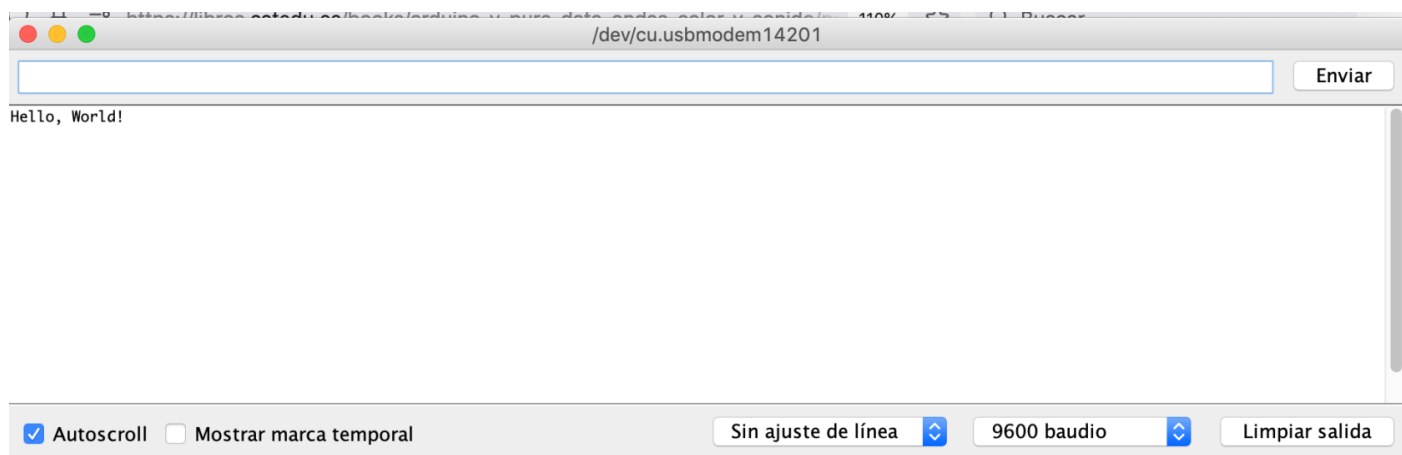 /dev/cu.usbmodem14201
Enviar
Hello, World!
Autoscroll Mostrar marca temporal Sin ajuste de línea 9600 baudio Limpiar salida